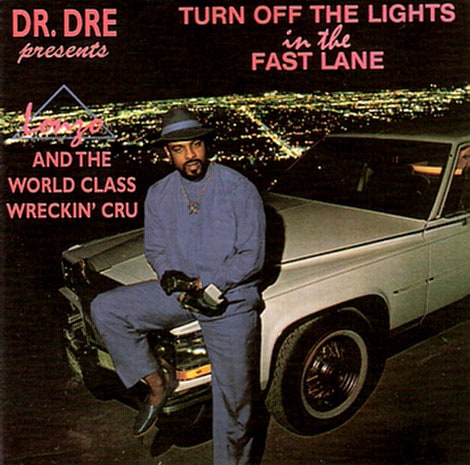 DR. DRE
presents
Lonzo
AND THE
WORLD CLASS
WRECKIN' CRU
TURN OFF THE LIGHTS
in the
FAST LANE